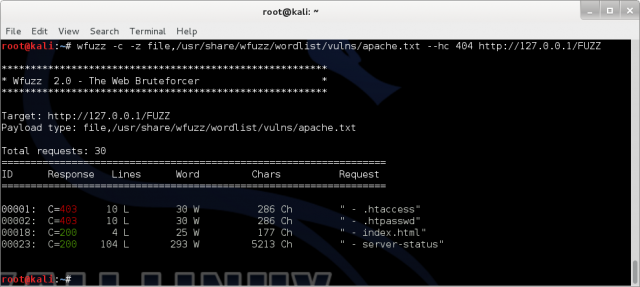 root@kali: ~
File Edit View Search Terminal Help
root@kali:~# wfuzz -c -z file,/usr/share/wfuzz/wordlist/vulns/apache.txt --hc 404 http://127.0.0.1/FUZZ
********************************************************
* Wfuzz  2.0 - The Web Bruteforcer                     *
********************************************************
Target: http://127.0.0.1/FUZZ
Payload type: file,/usr/share/wfuzz/wordlist/vulns/apache.txt
Total requests: 30
==================================================================
ID      Response   Lines      Word         Chars          Request
==================================================================
00001:  C=403     10 L        30 W        286 Ch        " - .htaccess"
00002:  C=403     10 L        30 W        286 Ch        " - .htpasswd"
00018:  C=200      4 L        25 W        177 Ch        " - index.html"
00023:  C=200    104 L       293 W       5213 Ch        " - server-status"
root@kali:~#
KALI LINUX